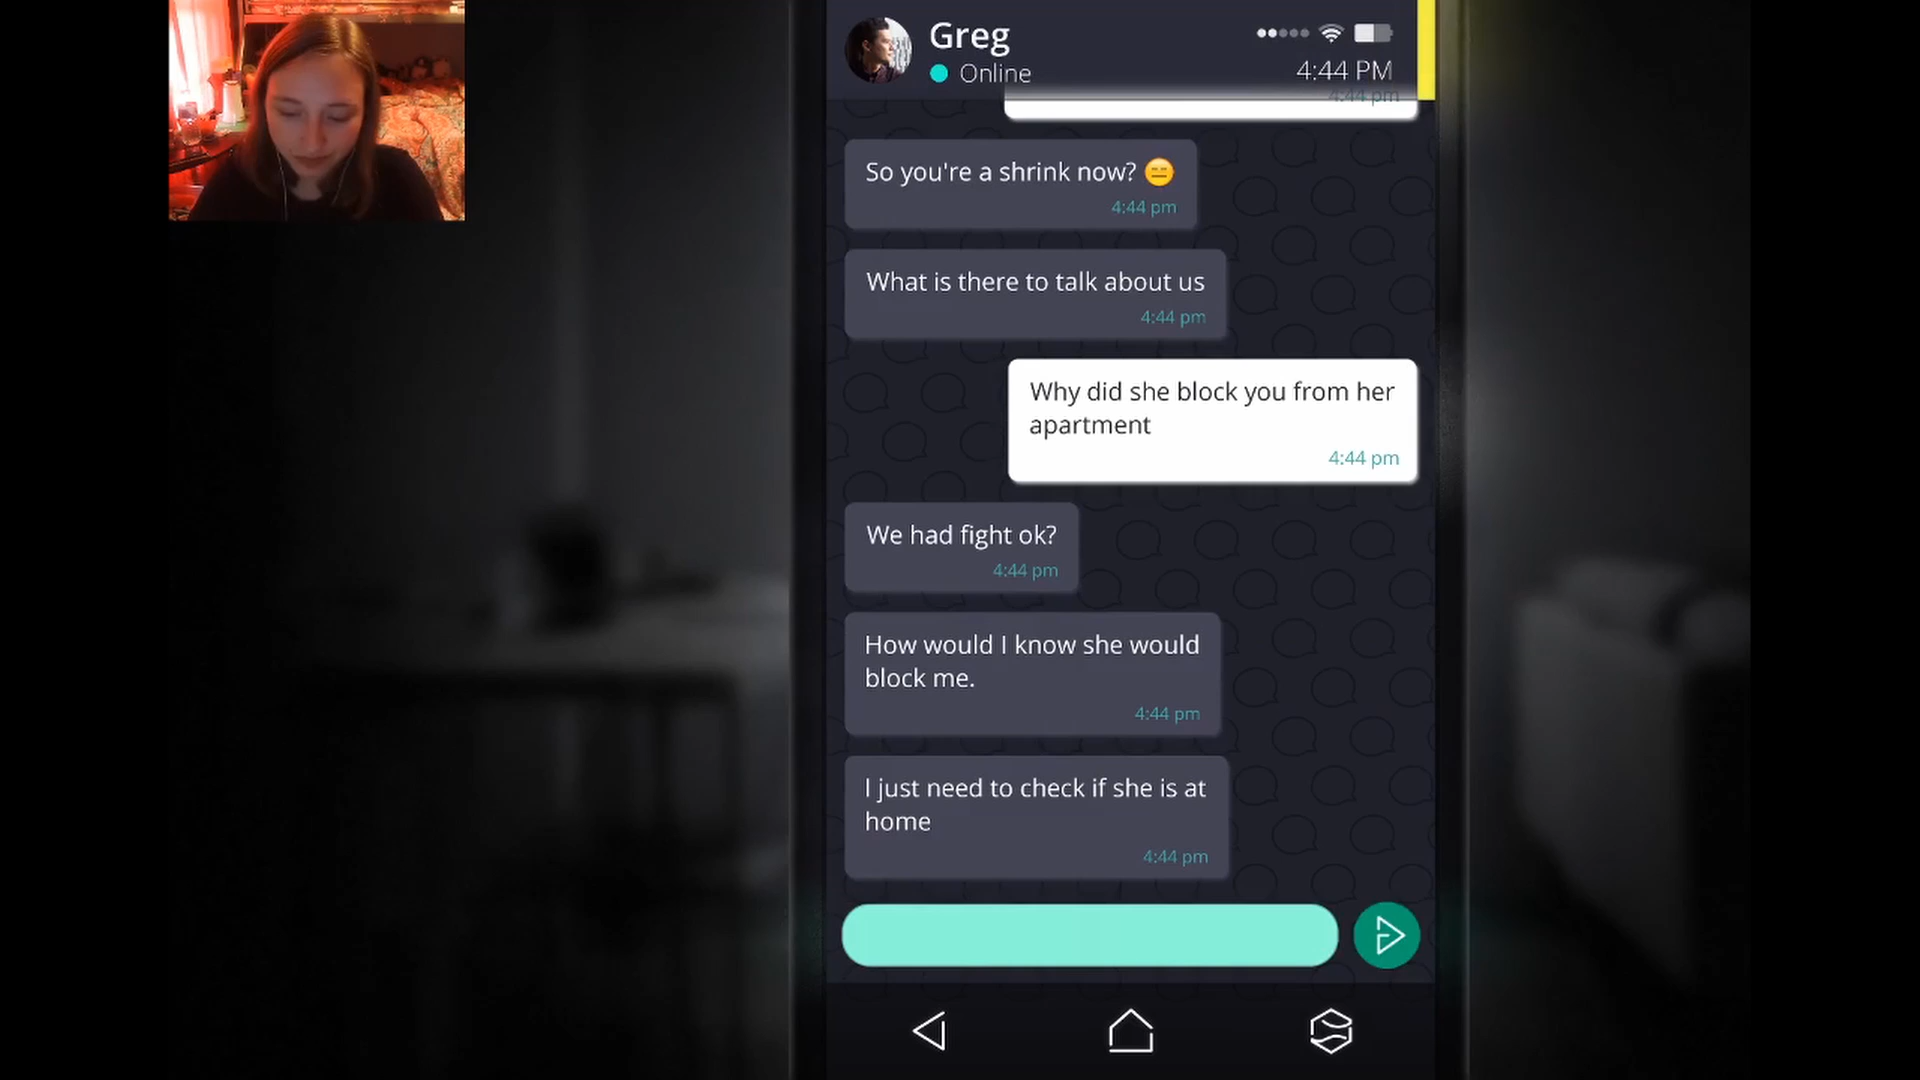 Greg
Online
4:44 PM
4:44 pm
So you're a shrink now? 😑
4:44 pm
What is there to talk about us
4:44 pm
Why did she block you from her
apartment
4:44 pm
We had fight ok?
4:44 pm
How would I know she would
block me.
4:44 pm
I just need to check if she is at
home
4:44 pm